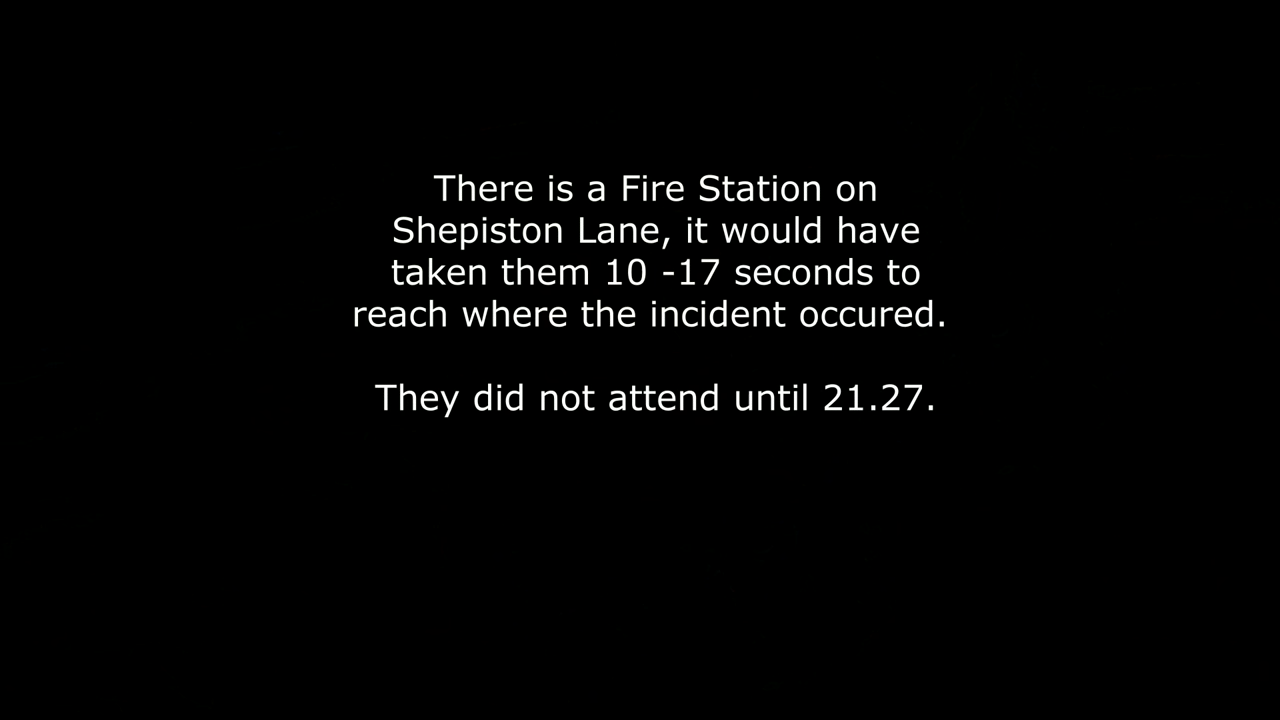 There is a Fire Station on
Shepiston Lane, it would have
taken them 10 -17 seconds to
reach where the incident occured.
They did not attend until 21.27.